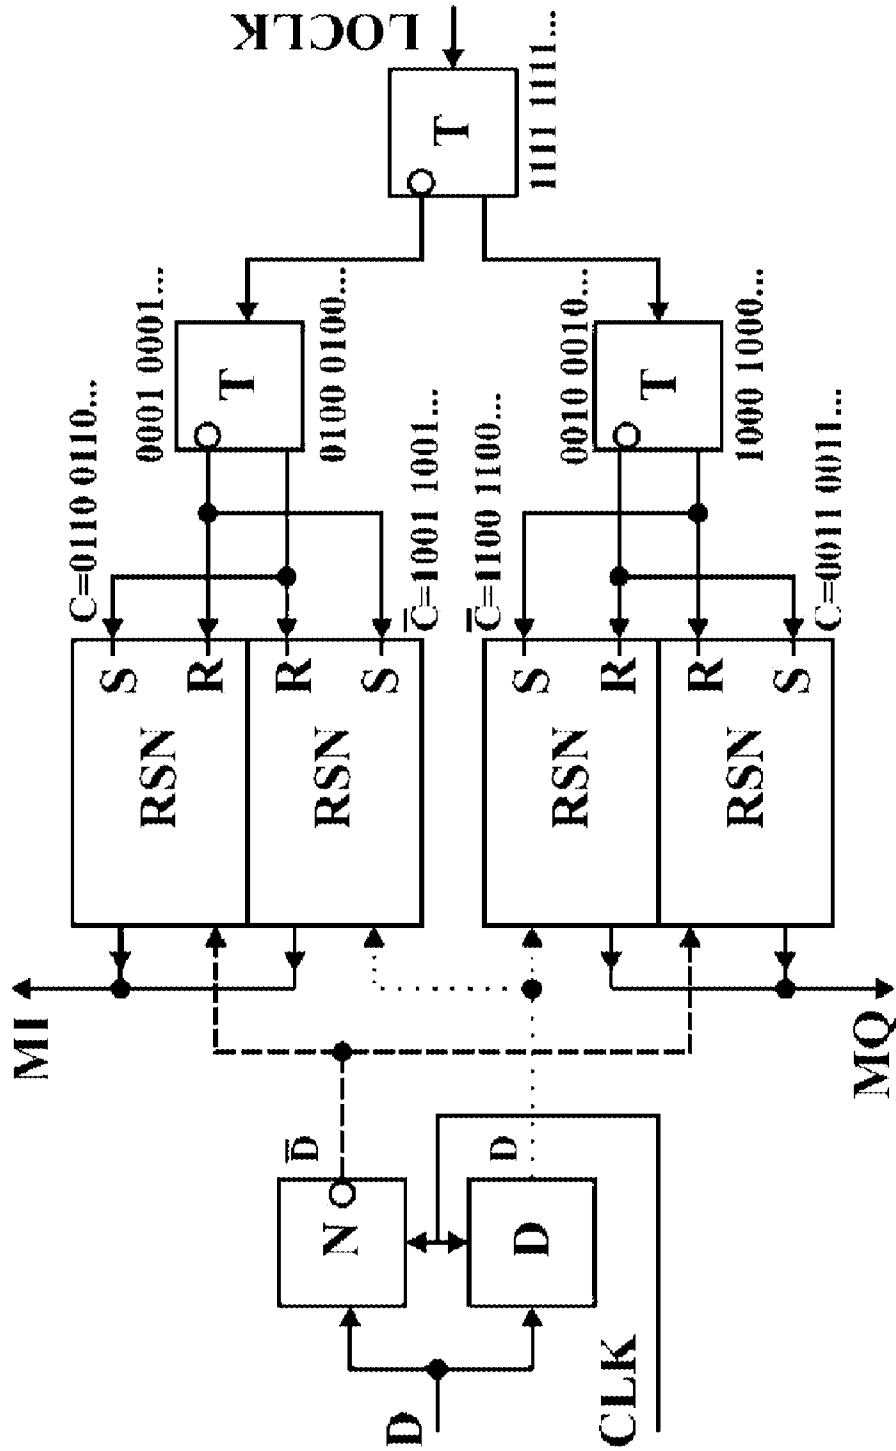 LOCLK
T
1111 1111...
0001 0001...
T
0100 0100...
0010 0010...
T
1000 1000...
C=0110 0110...
C̅=1001 1001...
C̅=1100 1100...
C=0011 0011...
S
R
R
S
S
R
R
S
RSN
RSN
RSN
RSN
MI
MQ
D̅
D
N
D
D
CLK